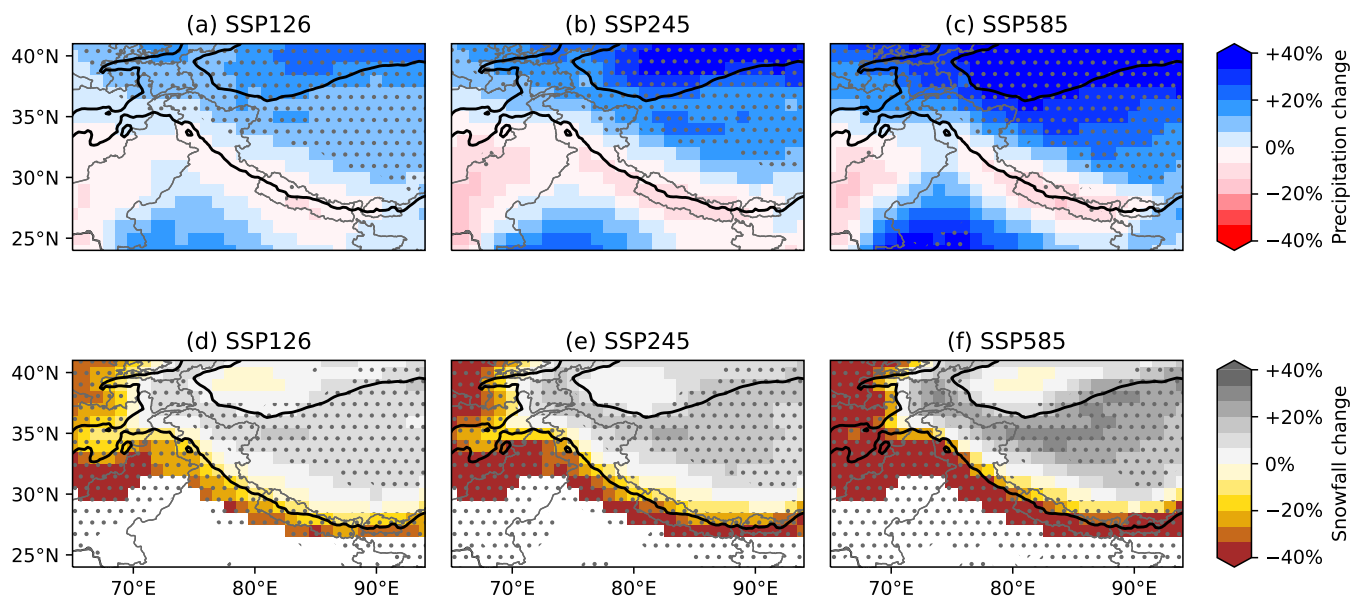 (a) SSP126
(b) SSP245
(c) SSP585
40°N
35°N
30°N
25°N
+40%
+20%
0%
−20%
−40%
Precipitation change
(d) SSP126
(e) SSP245
(f) SSP585
40°N
35°N
30°N
25°N
70°E 80°E 90°E
70°E 80°E 90°E
70°E 80°E 90°E
+40%
+20%
0%
−20%
−40%
Snowfall change